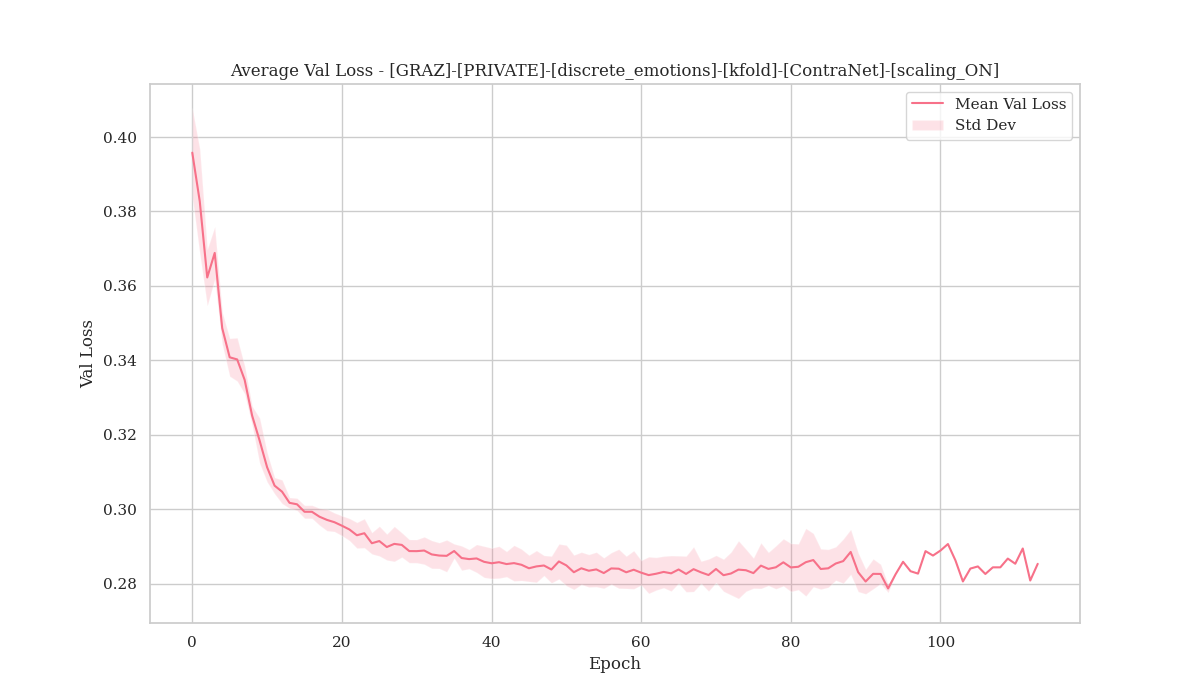 Average Val Loss - [GRAZ]-[PRIVATE]-[discrete_emotions]-[kfold]-[ContraNet]-[scaling_ON]
Mean Val Loss
Std Dev
Val Loss
0.40
0.38
0.36
0.34
0.32
0.30
0.28
0
20
40
60
80
100
Epoch